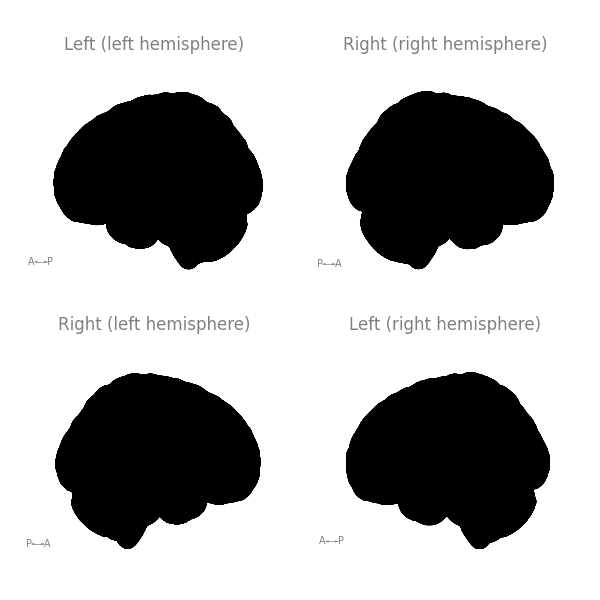 Left (left hemisphere)
Right (right hemisphere)
A←→P
P←→A
Right (left hemisphere)
Left (right hemisphere)
P←→A
A←→P